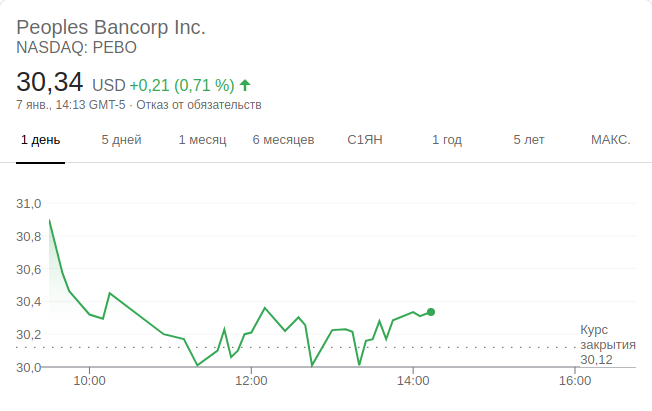 Peoples Bancorp Inc.
NASDAQ: PEBO
30,34 USD +0,21 (0,71 %)
7 янв., 14:13 GMT-5 · Отказ от обязательств
1 день 5 дней 1 месяц 6 месяцев С1ЯН 1 год 5 лет МАКС.
31,0
30,8
30,6
30,4
30,2
30,0
Курс
закрытия
30,12
10:00 12:00 14:00 16:00